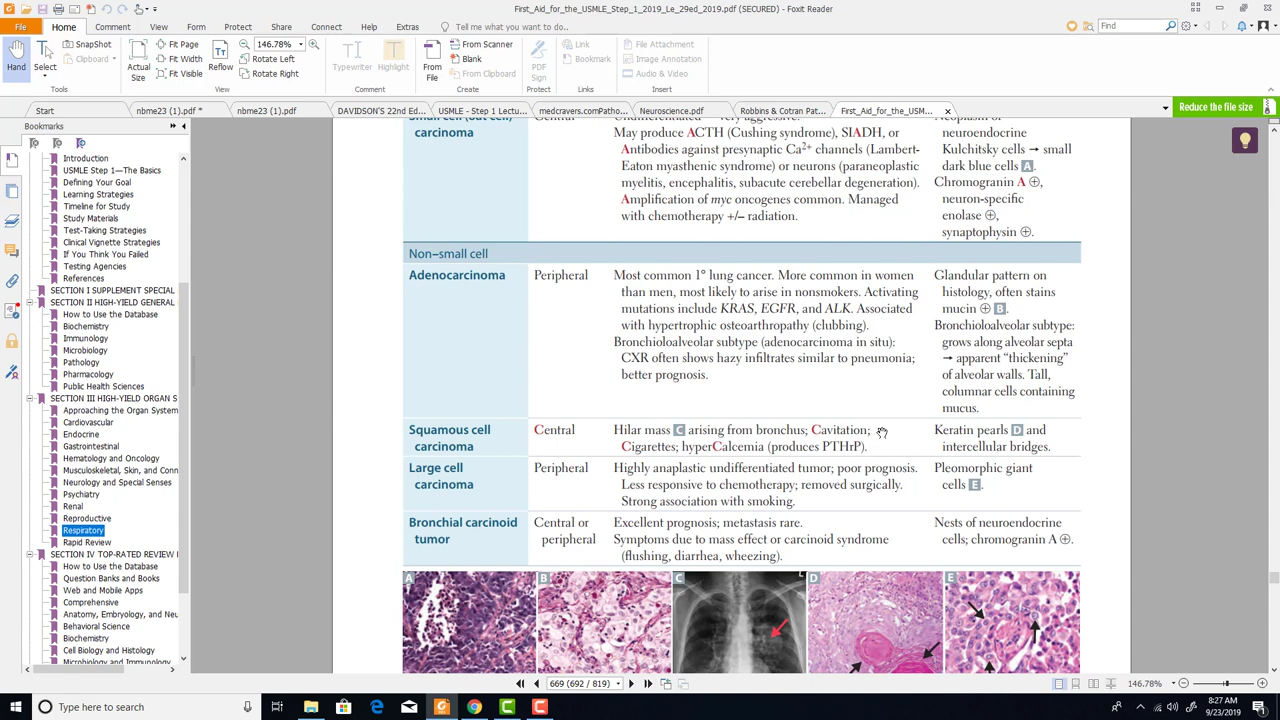 First_Aid_for_the_USMLE_Step_1_2019_Le_29ed_2019.pdf (SECURED) - Foxit Reader
File Home Comment View Form Protect Share Connect Help Extras Tell me what you want to do... Find
SnapShot Fit Page 146.78% Link File Attachment
Clipboard Fit Width Rotate Left From Scanner Bookmark Image Annotation
Fit Visible Rotate Right Blank Audio & Video
From Clipboard
Hand Select Actual Size Reflow Typewriter Highlight From File PDF Sign
Tools View Comment Create Protect Links Insert
Start nbme23 (1).pdf * nbme23 (1).pdf DAVIDSON'S 22nd Ed... USMLE - Step 1 Lectu... medcravers.comPatho... Neuroscience.pdf Robbins & Cotran Pat... First_Aid_for_the_USM... Reduce the file size
Bookmarks
Introduction
USMLE Step 1—The Basics
Defining Your Goal
Learning Strategies
Timeline for Study
Study Materials
Test-Taking Strategies
Clinical Vignette Strategies
If You Think You Failed
Testing Agencies
References
SECTION I SUPPLEMENT SPECIAL
SECTION II HIGH-YIELD GENERAL
How to Use the Database
Biochemistry
Immunology
Microbiology
Pathology
Pharmacology
Public Health Sciences
SECTION III HIGH-YIELD ORGAN S
Approaching the Organ System
Cardiovascular
Endocrine
Gastrointestinal
Hematology and Oncology
Musculoskeletal, Skin, and Conn
Neurology and Special Senses
Psychiatry
Renal
Reproductive
Respiratory
Rapid Review
SECTION IV TOP-RATED REVIEW
How to Use the Database
Question Banks and Books
Web and Mobile Apps
Comprehensive
Anatomy, Embryology, and Neu
Behavioral Science
Biochemistry
Cell Biology and Histology
Microbiology and Immunology
carcinoma
May produce ACTH (Cushing syndrome), SIADH, or
Antibodies against presynaptic Ca2+ channels (Lambert-
Eaton myasthenic syndrome) or neurons (paraneoplastic
myelitis, encephalitis, subacute cerebellar degeneration).
Amplification of myc oncogenes common. Managed
with chemotherapy +/– radiation.
neuroendocrine
Kulchitsky cells → small
dark blue cells A.
Chromogranin A ⊕,
neuron-specific
enolase ⊕,
synaptophysin ⊕.
Non–small cell
Adenocarcinoma
Peripheral
Most common 1° lung cancer. More common in women
than men, most likely to arise in nonsmokers. Activating
mutations include KRAS, EGFR, and ALK. Associated
with hypertrophic osteoarthropathy (clubbing).
Bronchioloalveolar subtype (adenocarcinoma in situ):
CXR often shows hazy infiltrates similar to pneumonia;
better prognosis.
Glandular pattern on
histology, often stains
mucin ⊕ B.
Bronchioloalveolar subtype:
grows along alveolar septa
→ apparent “thickening”
of alveolar walls. Tall,
columnar cells containing
mucus.
Squamous cell
carcinoma
Central
Hilar mass C arising from bronchus; Cavitation;
Cigarettes; hyperCalcemia (produces PTHrP).
Keratin pearls D and
intercellular bridges.
Large cell
carcinoma
Peripheral
Highly anaplastic undifferentiated tumor; poor prognosis.
Less responsive to chemotherapy; removed surgically.
Strong association with smoking.
Pleomorphic giant
cells E.
Bronchial carcinoid
tumor
Central or
peripheral
Excellent prognosis; metastasis rare.
Symptoms due to mass effect or carcinoid syndrome
(flushing, diarrhea, wheezing).
Nests of neuroendocrine
cells; chromogranin A ⊕.
A B C D E
669 (692 / 819) 146.78%
Type here to search
8:27 AM
9/23/2019